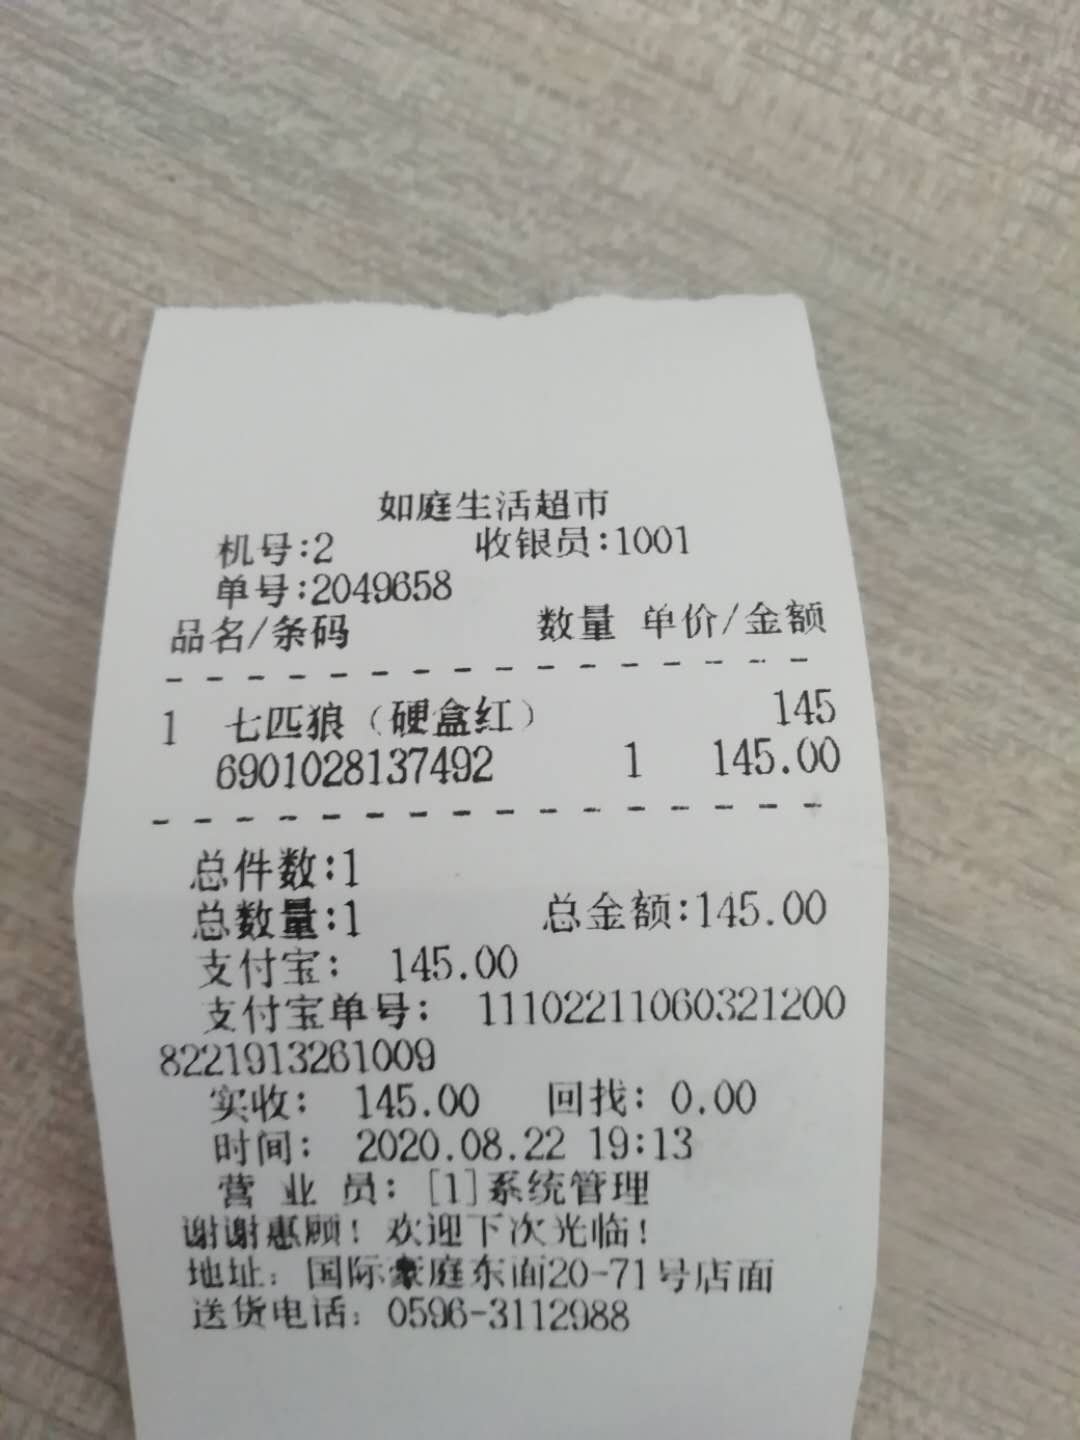 如庭生活超市
机号:2 收银员:1001
单号:2049658
品名/条码 数量 单价/金额
1 七匹狼（硬盒红） 145
6901028137492 1 145.00
总件数:1
总数量:1 总金额:145.00
支付宝: 145.00
支付宝单号: 11102211060321200
8221913261009
实收: 145.00 回找: 0.00
时间: 2020.08.22 19:13
营 业 员: [1]系统管理
谢谢惠顾! 欢迎下次光临!
地址: 国际豪庭东面20-71号店面
送货电话: 0596-3112988